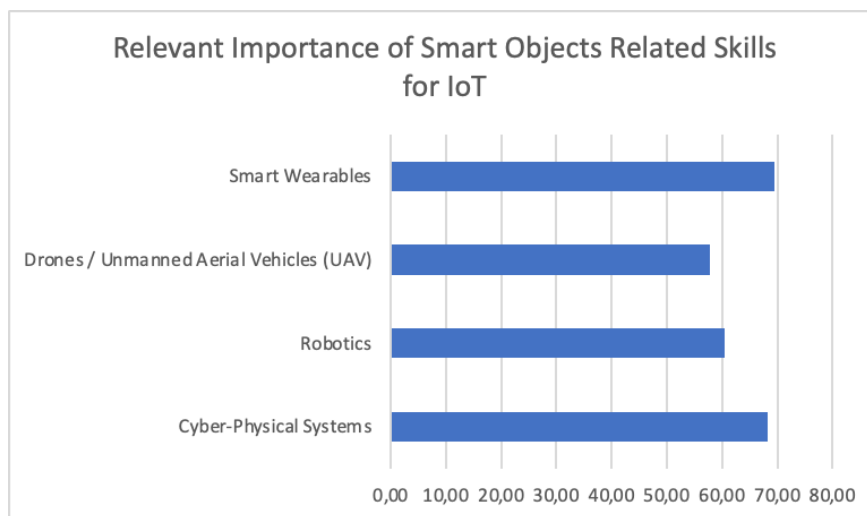 Relevant Importance of Smart Objects Related Skills
for IoT
Smart Wearables
Drones / Unmanned Aerial Vehicles (UAV)
Robotics
Cyber-Physical Systems
0,00 10,00 20,00 30,00 40,00 50,00 60,00 70,00 80,00